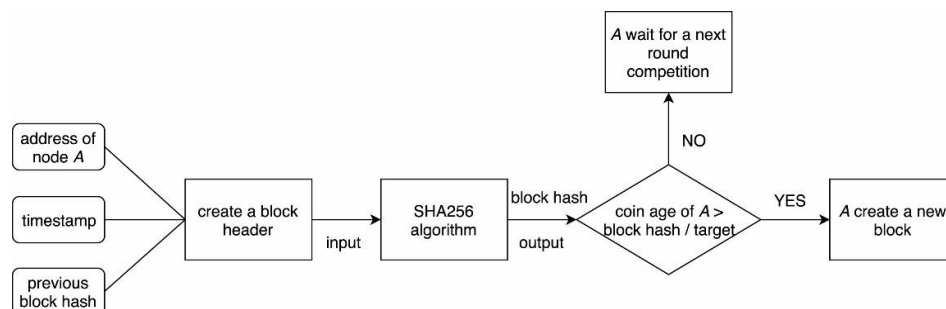 A wait for a next
round
competition
NO
address of
node A
timestamp
previous
block hash
create a block
header
input
SHA256
algorithm
block hash
output
coin age of A >
block hash / target
YES
A create a new
block